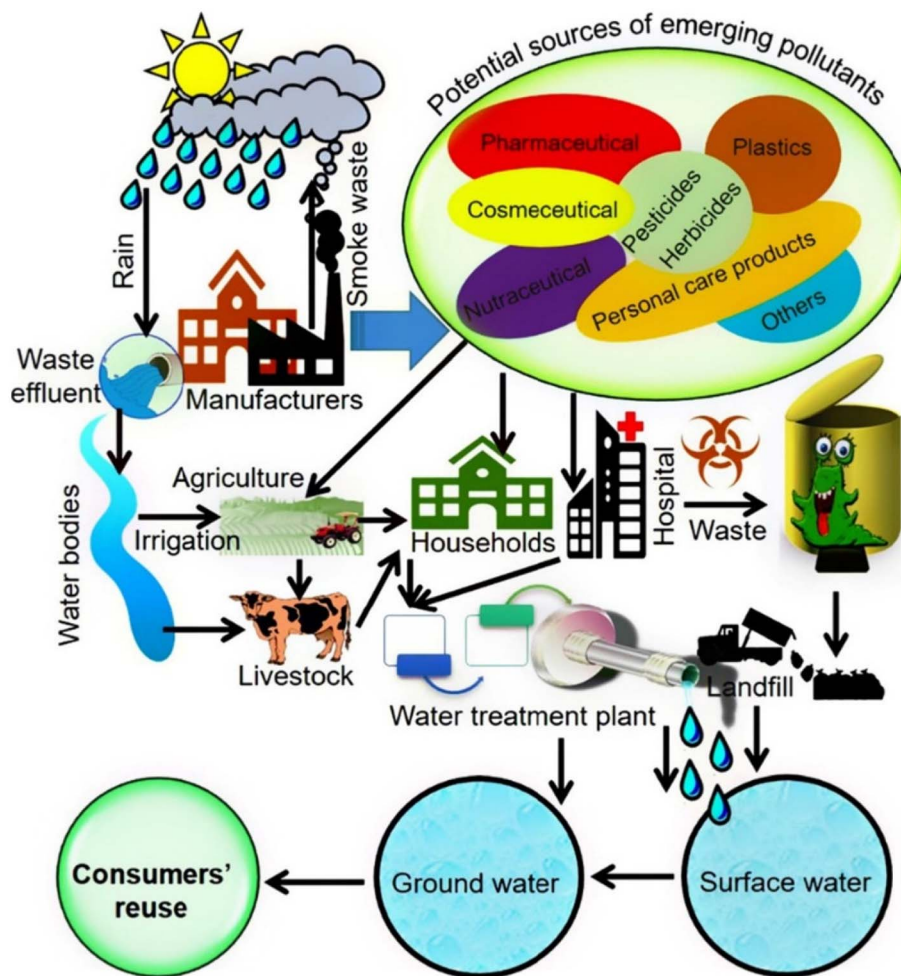 Potential sources of emerging pollutants
Pharmaceutical
Plastics
Cosmeceutical
Pesticides
Herbicides
Nutraceutical
Personal care products
Others
Rain
Smoke waste
Waste
effluent
Manufacturers
Agriculture
Water bodies
Irrigation
Households
Hospital
Waste
Livestock
Landfill
Water treatment plant
Consumers'
reuse
Ground water
Surface water